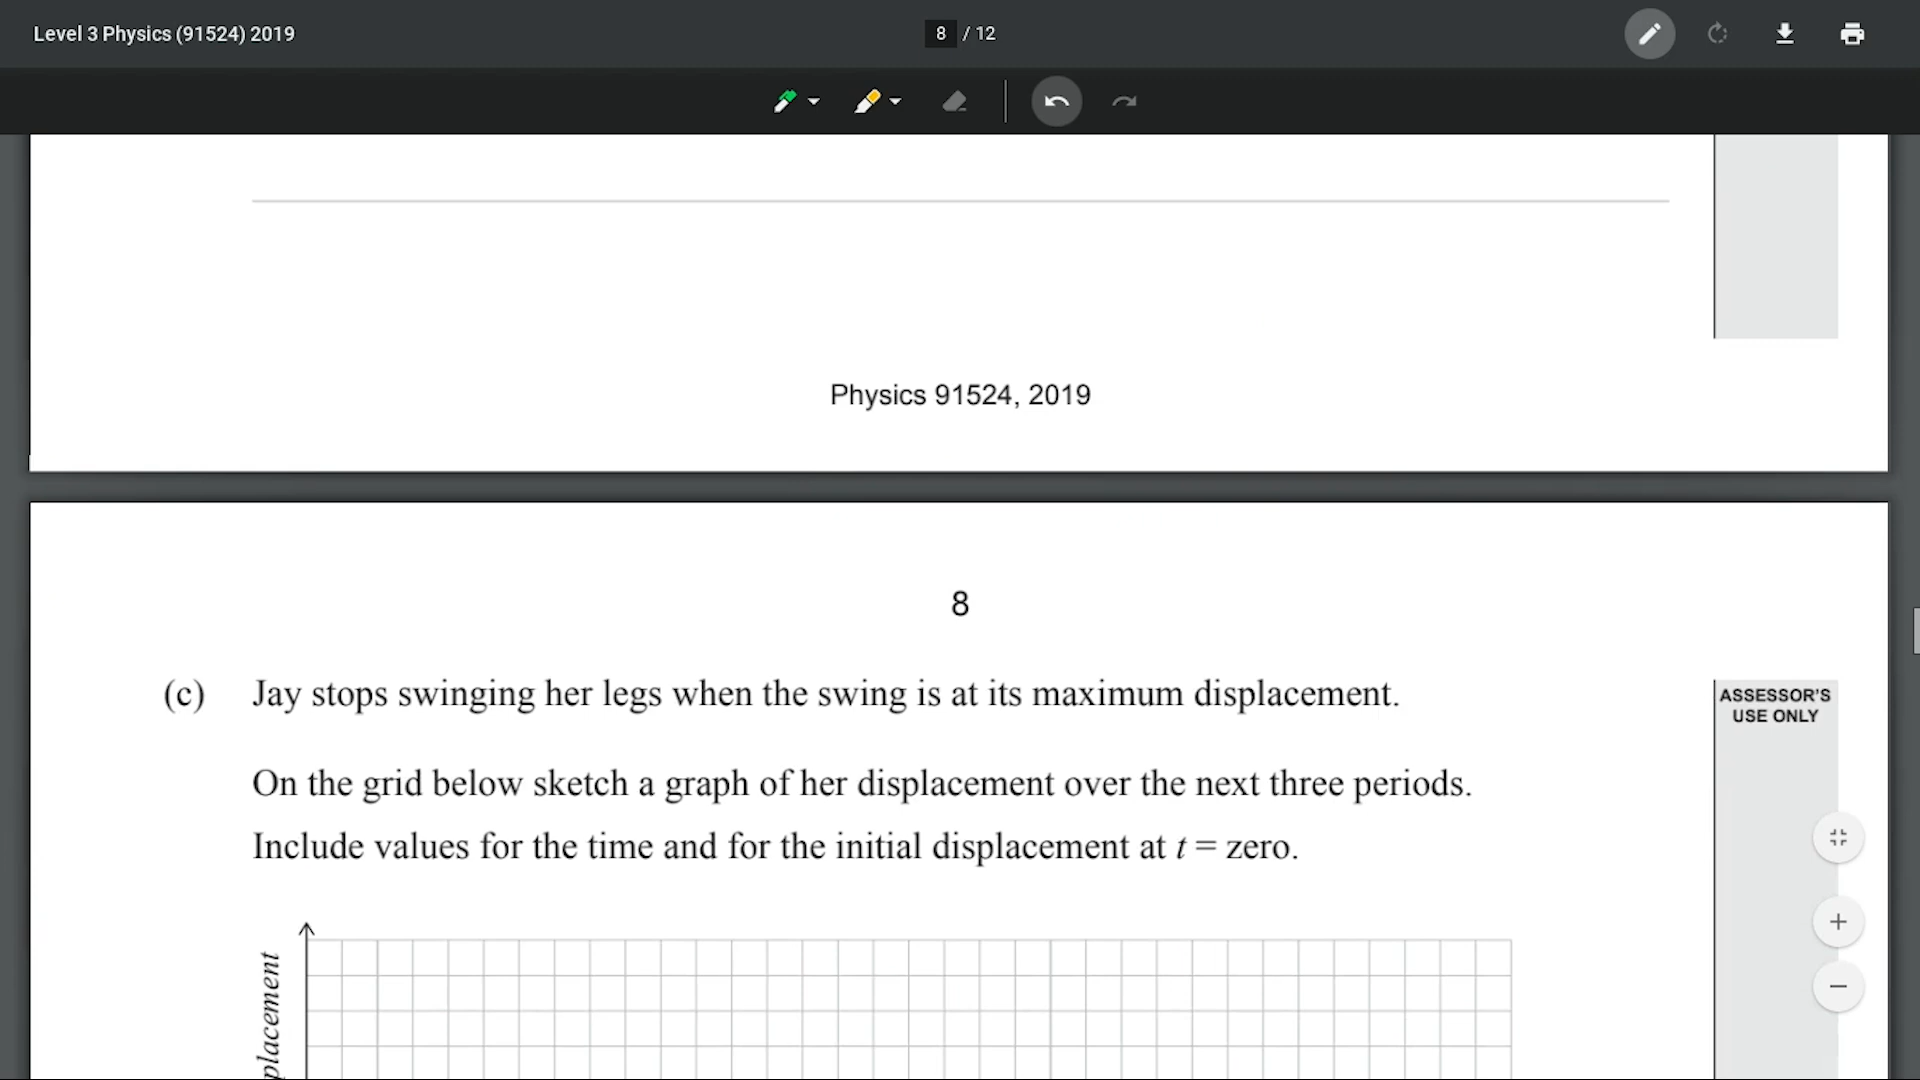 Level 3 Physics (91524) 2019
8 / 12
Physics 91524, 2019
8
(c) Jay stops swinging her legs when the swing is at its maximum displacement.
ASSESSOR'S
USE ONLY
On the grid below sketch a graph of her displacement over the next three periods.
Include values for the time and for the initial displacement at t = zero.
placement